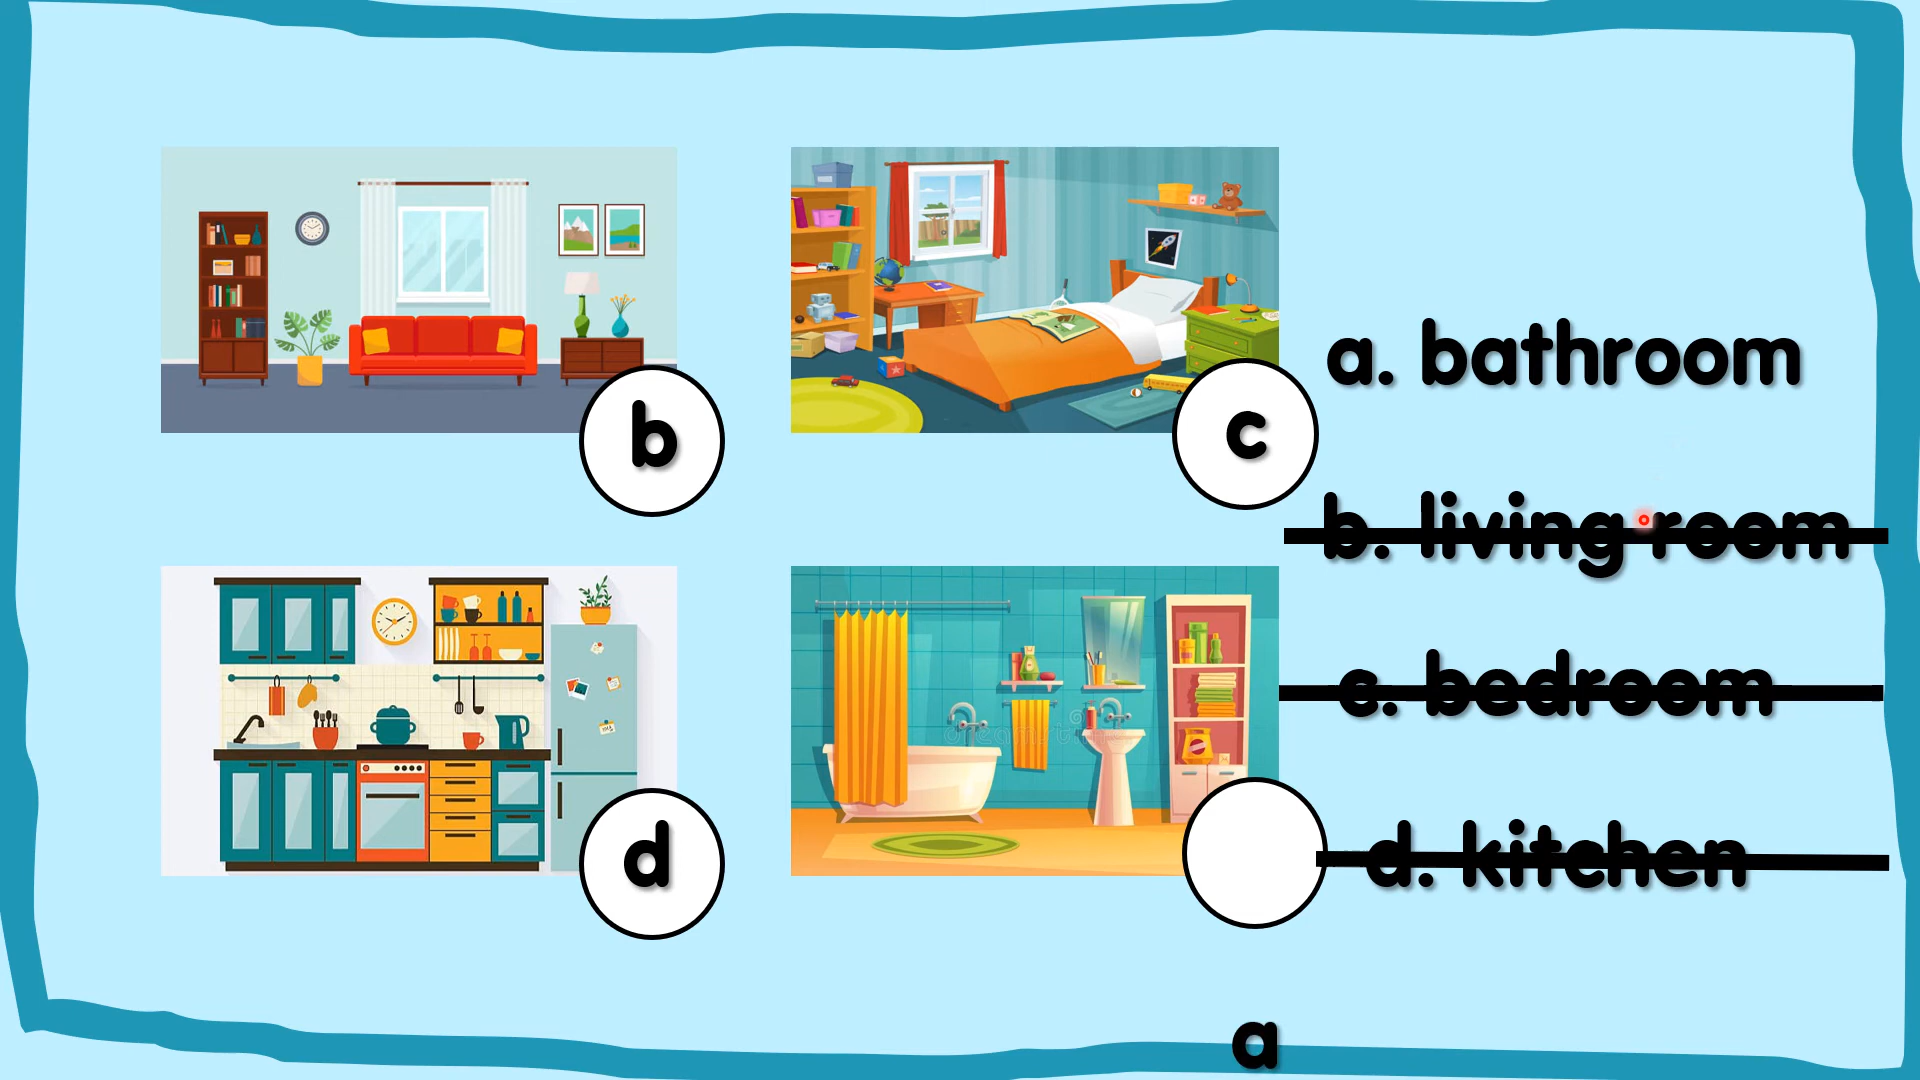 b
c
a. bathroom
b. living room
c. bedroom
d
d. kitchen
a